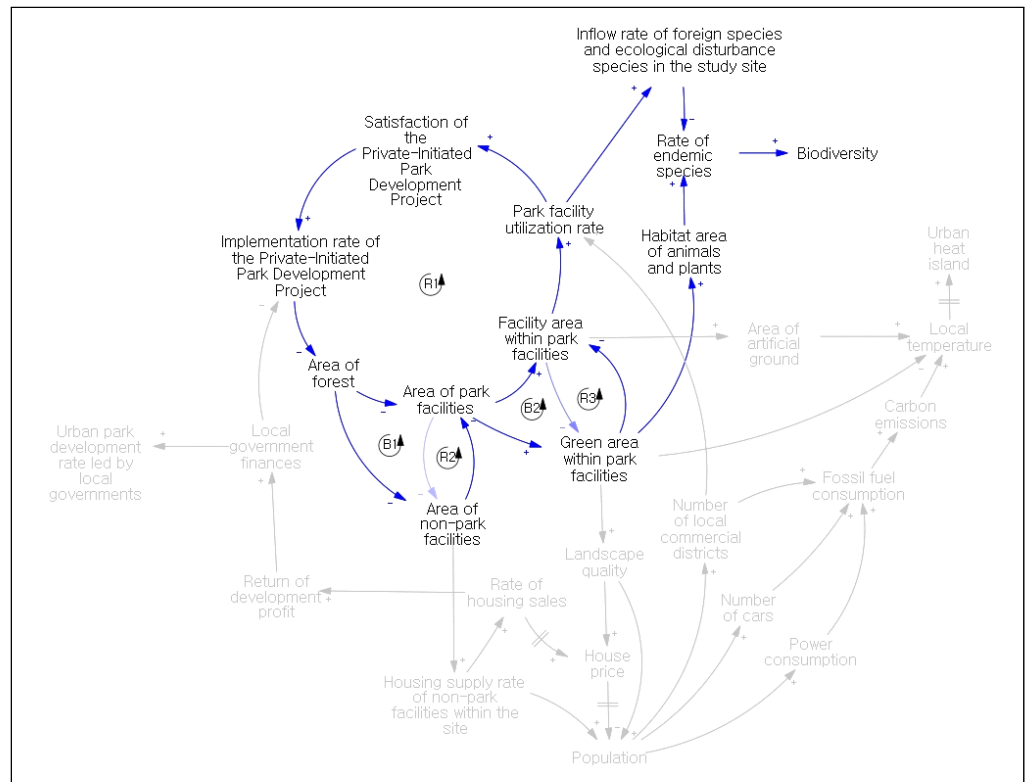 Inflow rate of foreign species
and ecological disturbance
species in the study site
+
-
Satisfaction of
the
Private-Initiated
Park
Development
Project
+
Rate of
endemic
species
+
Biodiversity
+
+
Park facility
utilization rate
+
Habitat area
of animals
and plants
+
Urban
heat
island
+
Implementation rate of
the Private-Initiated
Park Development
Project
-
R1
Facility area
within park
facilities
-
+
Area of
artificial
ground
+
Local
temperature
-
+
-
Area of
forest
Area of park
facilities
-
+
B2
R3
-
Carbon
emissions
+
Urban park
development
rate led by
local
governments
+
Local
government
finances
+
B1
R2
-
-
-
+
Green area
within park
facilities
Fossil fuel
consumption
+
+
+
Area of
non-park
facilities
Number of
local
commercial
districts
+
Landscape
quality
+
Return of
development
profit
+
Rate of
housing sales
+
Number
of cars
+
Power
consumption
+
House
price
+
+
Housing supply rate
of non-park
facilities within the
site
+
+
-
+
Population